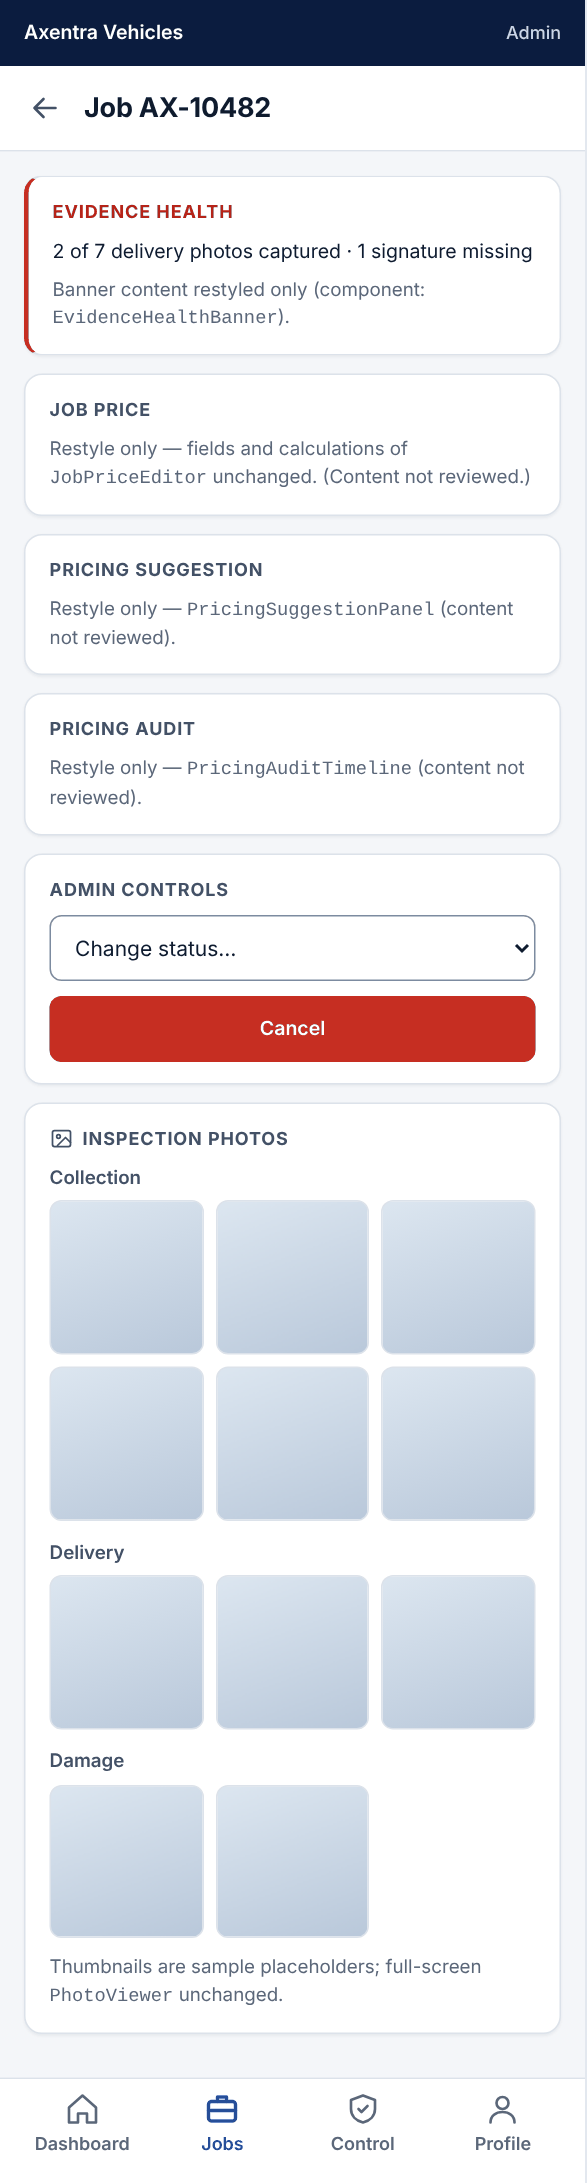 Axentra Vehicles
Admin
Job AX-10482
EVIDENCE HEALTH
2 of 7 delivery photos captured · 1 signature missing
Banner content restyled only (component:
EvidenceHealthBanner).
JOB PRICE
Restyle only — fields and calculations of
JobPriceEditor unchanged. (Content not reviewed.)
PRICING SUGGESTION
Restyle only — PricingSuggestionPanel (content
not reviewed).
PRICING AUDIT
Restyle only — PricingAuditTimeline (content not
reviewed).
ADMIN CONTROLS
Change status...
Cancel
INSPECTION PHOTOS
Collection
Delivery
Damage
Thumbnails are sample placeholders; full-screen
PhotoViewer unchanged.
Dashboard
Jobs
Control
Profile